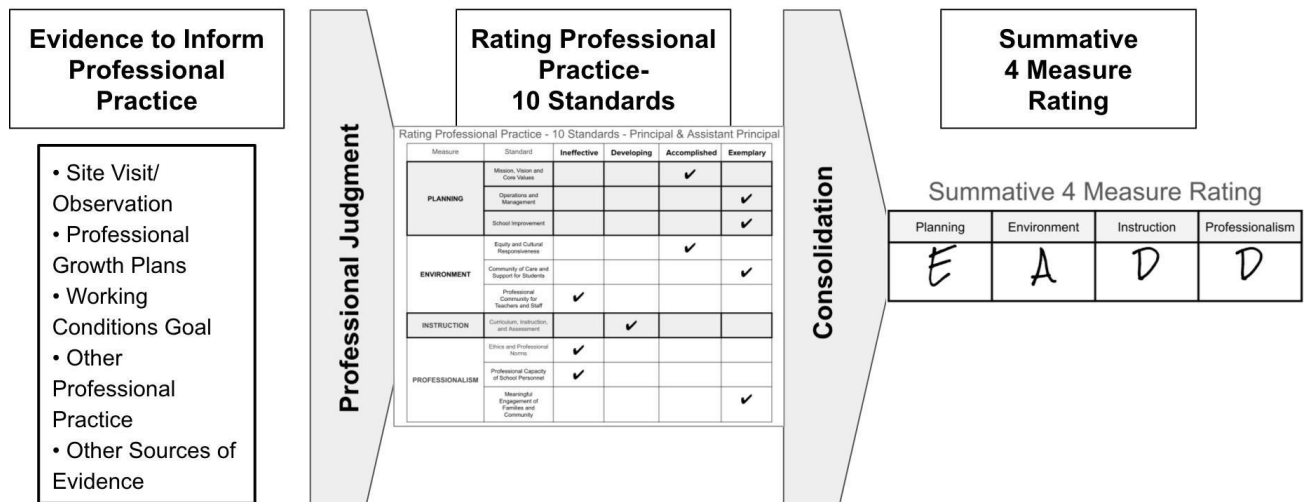 Evidence to Inform
Professional
Practice
• Site Visit/
Observation
• Professional
Growth Plans
• Working
Conditions Goal
• Other
Professional
Practice
• Other Sources of
Evidence
Professional Judgment
Rating Professional
Practice-
10 Standards
Rating Professional Practice - 10 Standards - Principal & Assistant Principal
Measure Standard Ineffective Developing Accomplished Exemplary
PLANNING
Mission, Vision and
Core Values ✔
Operations and
Management ✔
School Improvement ✔
ENVIRONMENT
Equity and Cultural
Responsiveness ✔
Community of Care and
Support for Students ✔
Professional
Community for
Teachers and Staff ✔
INSTRUCTION
Curriculum, Instruction,
and Assessment ✔
PROFESSIONALISM
Ethics and Professional
Norms ✔
Professional Capacity
of School Personnel ✔
Meaningful
Engagement of
Families and
Community ✔
Consolidation
Summative
4 Measure
Rating
Summative 4 Measure Rating
Planning Environment Instruction Professionalism
E A D D